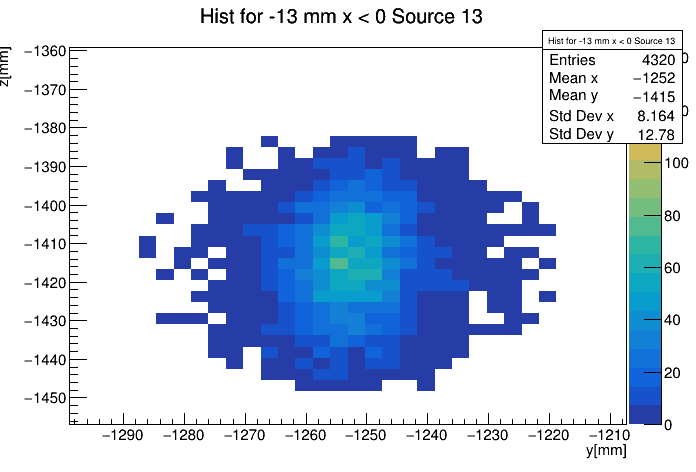 Hist for -13 mm x < 0 Source 13
z[mm]
Hist for -13 mm x < 0 Source 13
Entries 4320
Mean x −1252
Mean y −1415
Std Dev x 8.164
Std Dev y 12.78
−1360
−1370
−1380
−1390
−1400
−1410
−1420
−1430
−1440
−1450
100
80
60
40
20
0
−1290 −1280 −1270 −1260 −1250 −1240 −1230 −1220 −1210
y[mm]